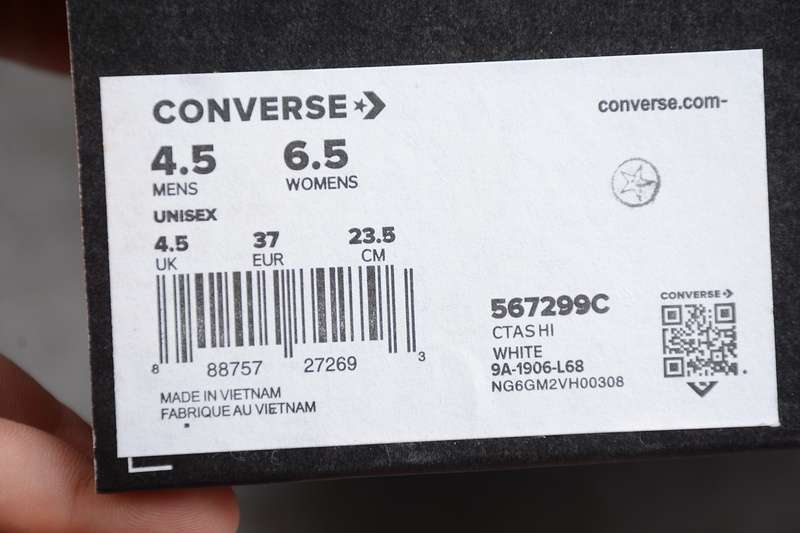 CONVERSE
converse.com-
4.5 6.5
MENS WOMENS
UNISEX
4.5 37 23.5
UK EUR CM
8 88757 27269 3
MADE IN VIETNAM
FABRIQUE AU VIETNAM
567299C
CTAS HI
WHITE
9A-1906-L68
NG6GM2VH00308
CONVERSE